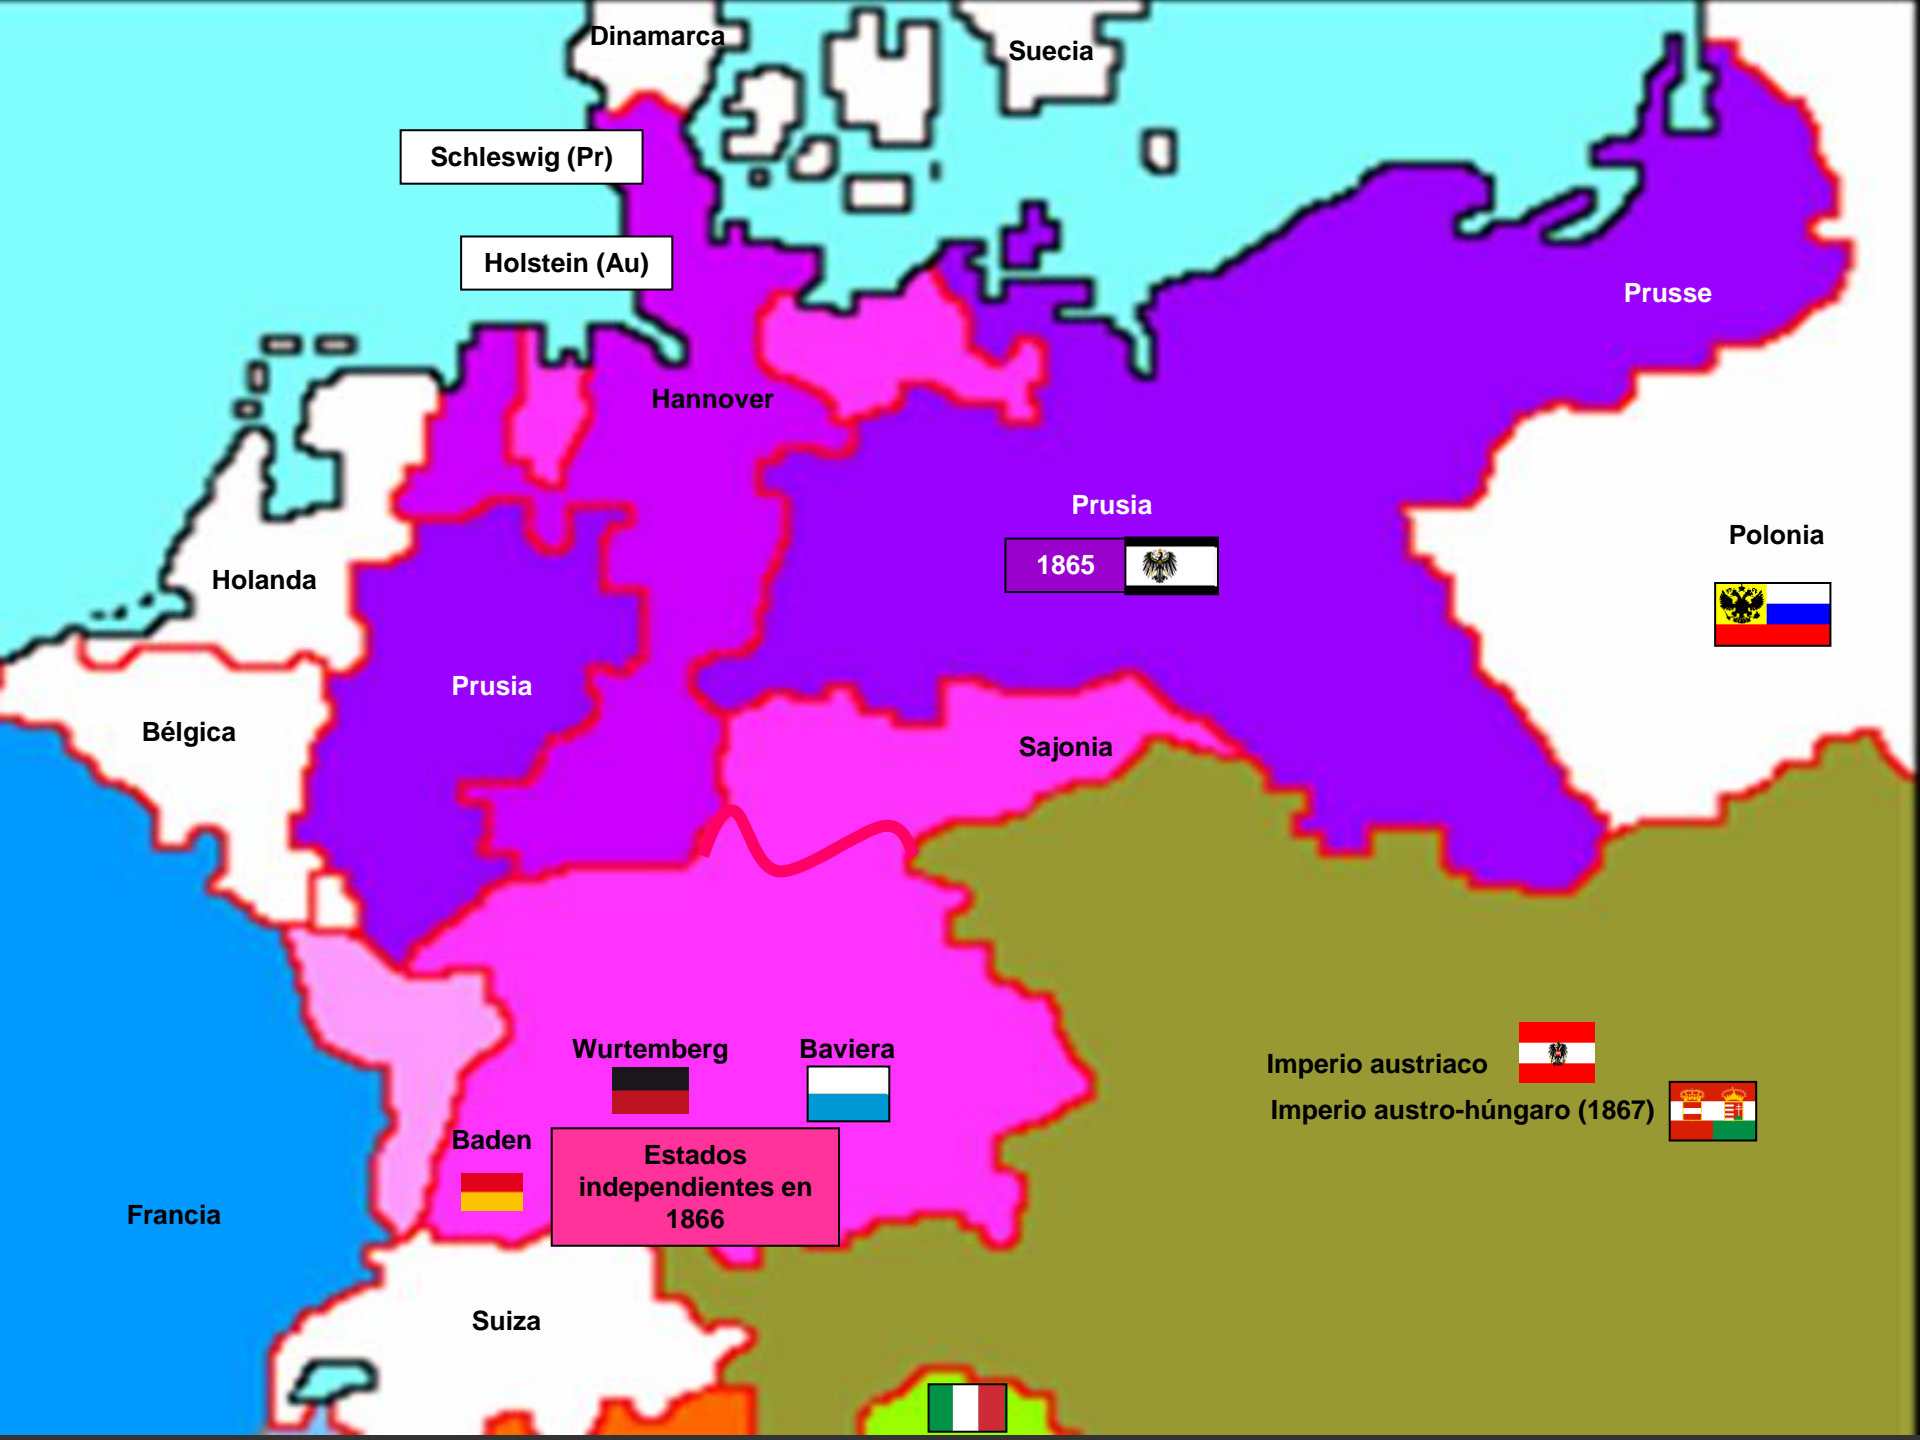 Dinamarca
Suecia
Schleswig (Pr)
Holstein (Au)
Prusse
Hannover
Prusia
1865
Polonia
Holanda
Prusia
Bélgica
Sajonia
Wurtemberg
Baviera
Imperio austriaco
Imperio austro-húngaro (1867)
Baden
Estados
independientes en
1866
Francia
Suiza